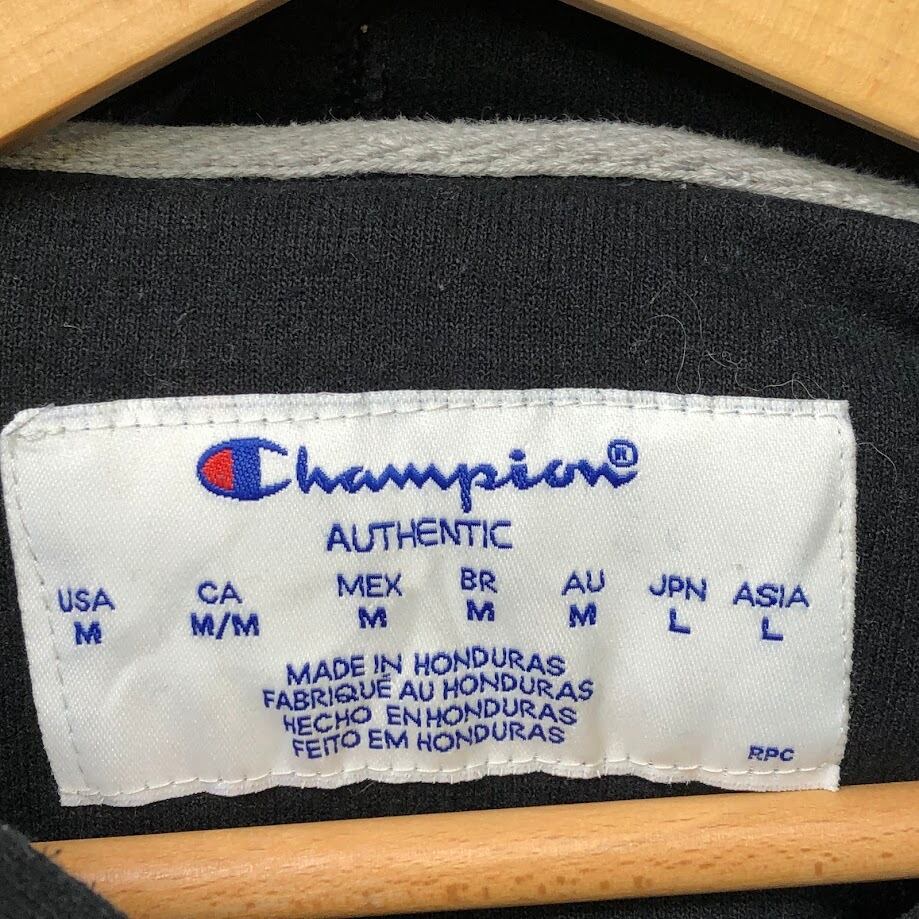 Champion®
AUTHENTIC
USA CA MEX BR AU JPN ASIA
M M/M M M M L L
MADE IN HONDURAS
FABRIQUÉ AU HONDURAS
HECHO EN HONDURAS
FEITO EM HONDURAS
RPC